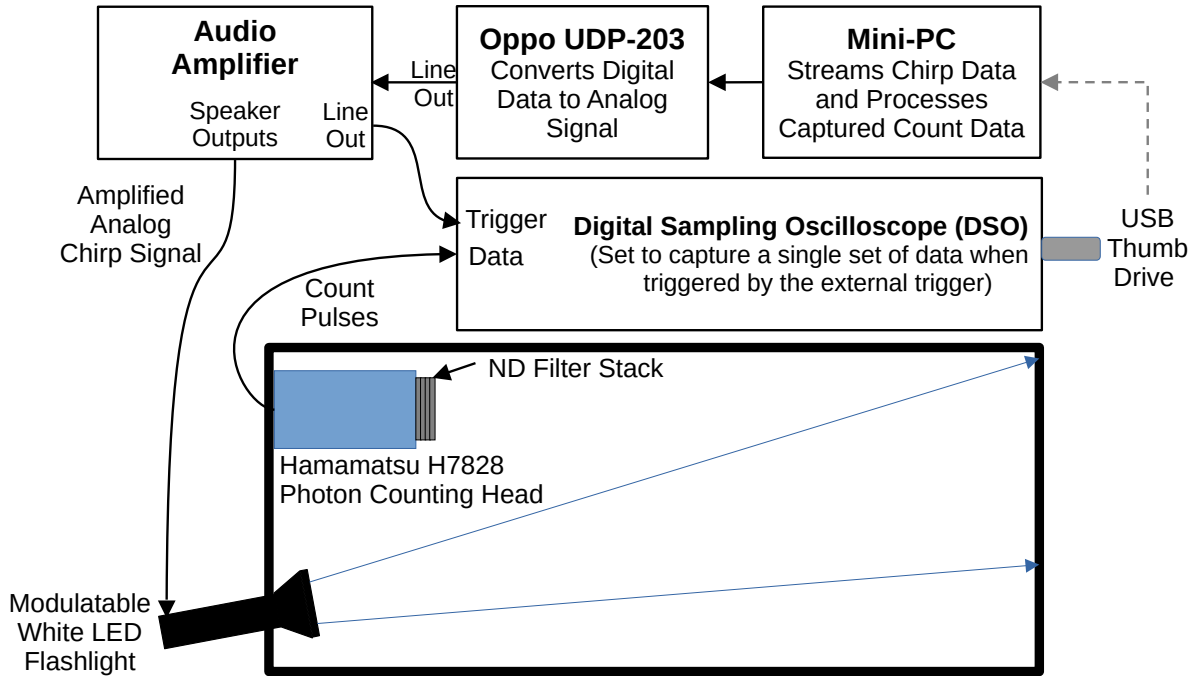 Audio
Amplifier
Speaker
Outputs
Line
Out
Line
Out
Oppo UDP-203
Converts Digital
Data to Analog
Signal
Mini-PC
Streams Chirp Data
and Processes
Captured Count Data
Amplified
Analog
Chirp Signal
Trigger
Data
Digital Sampling Oscilloscope (DSO)
(Set to capture a single set of data when
triggered by the external trigger)
USB
Thumb
Drive
Count
Pulses
ND Filter Stack
Hamamatsu H7828
Photon Counting Head
Modulatable
White LED
Flashlight